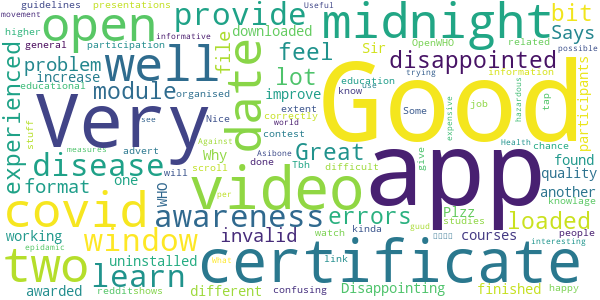 guidelines
presentations
movement
open
provide
midnight
bit
informative
Useful
higher
participation
downloaded
Sir
OpenWHO
related
Says
possible
general
experienced
problem
well
file
feel
disappointed
increase
module
date
lot
improve
education
information
trying
participants
educational
organised
know
use
job
hazardous
tap
Very
Good
app
stuff
correctly
extent
Some
expensive
see
Nice
contest
world
Against
Why
Great
Health
chance
disease
advert
Asibone
done
give
found
format
one
WHO
will
Tbh
difficult
quality
scroll
video
errors
Plzz
another
covid
awareness
studies
knowlage
loaded
working
window
invalid
watch
kinda
courses
people
measures
per
guud
epidamic
two
learn
uninstalled
What
link
certificate
interesting
awarded
different
Disappointing
redditshows
confusing
finished
happy